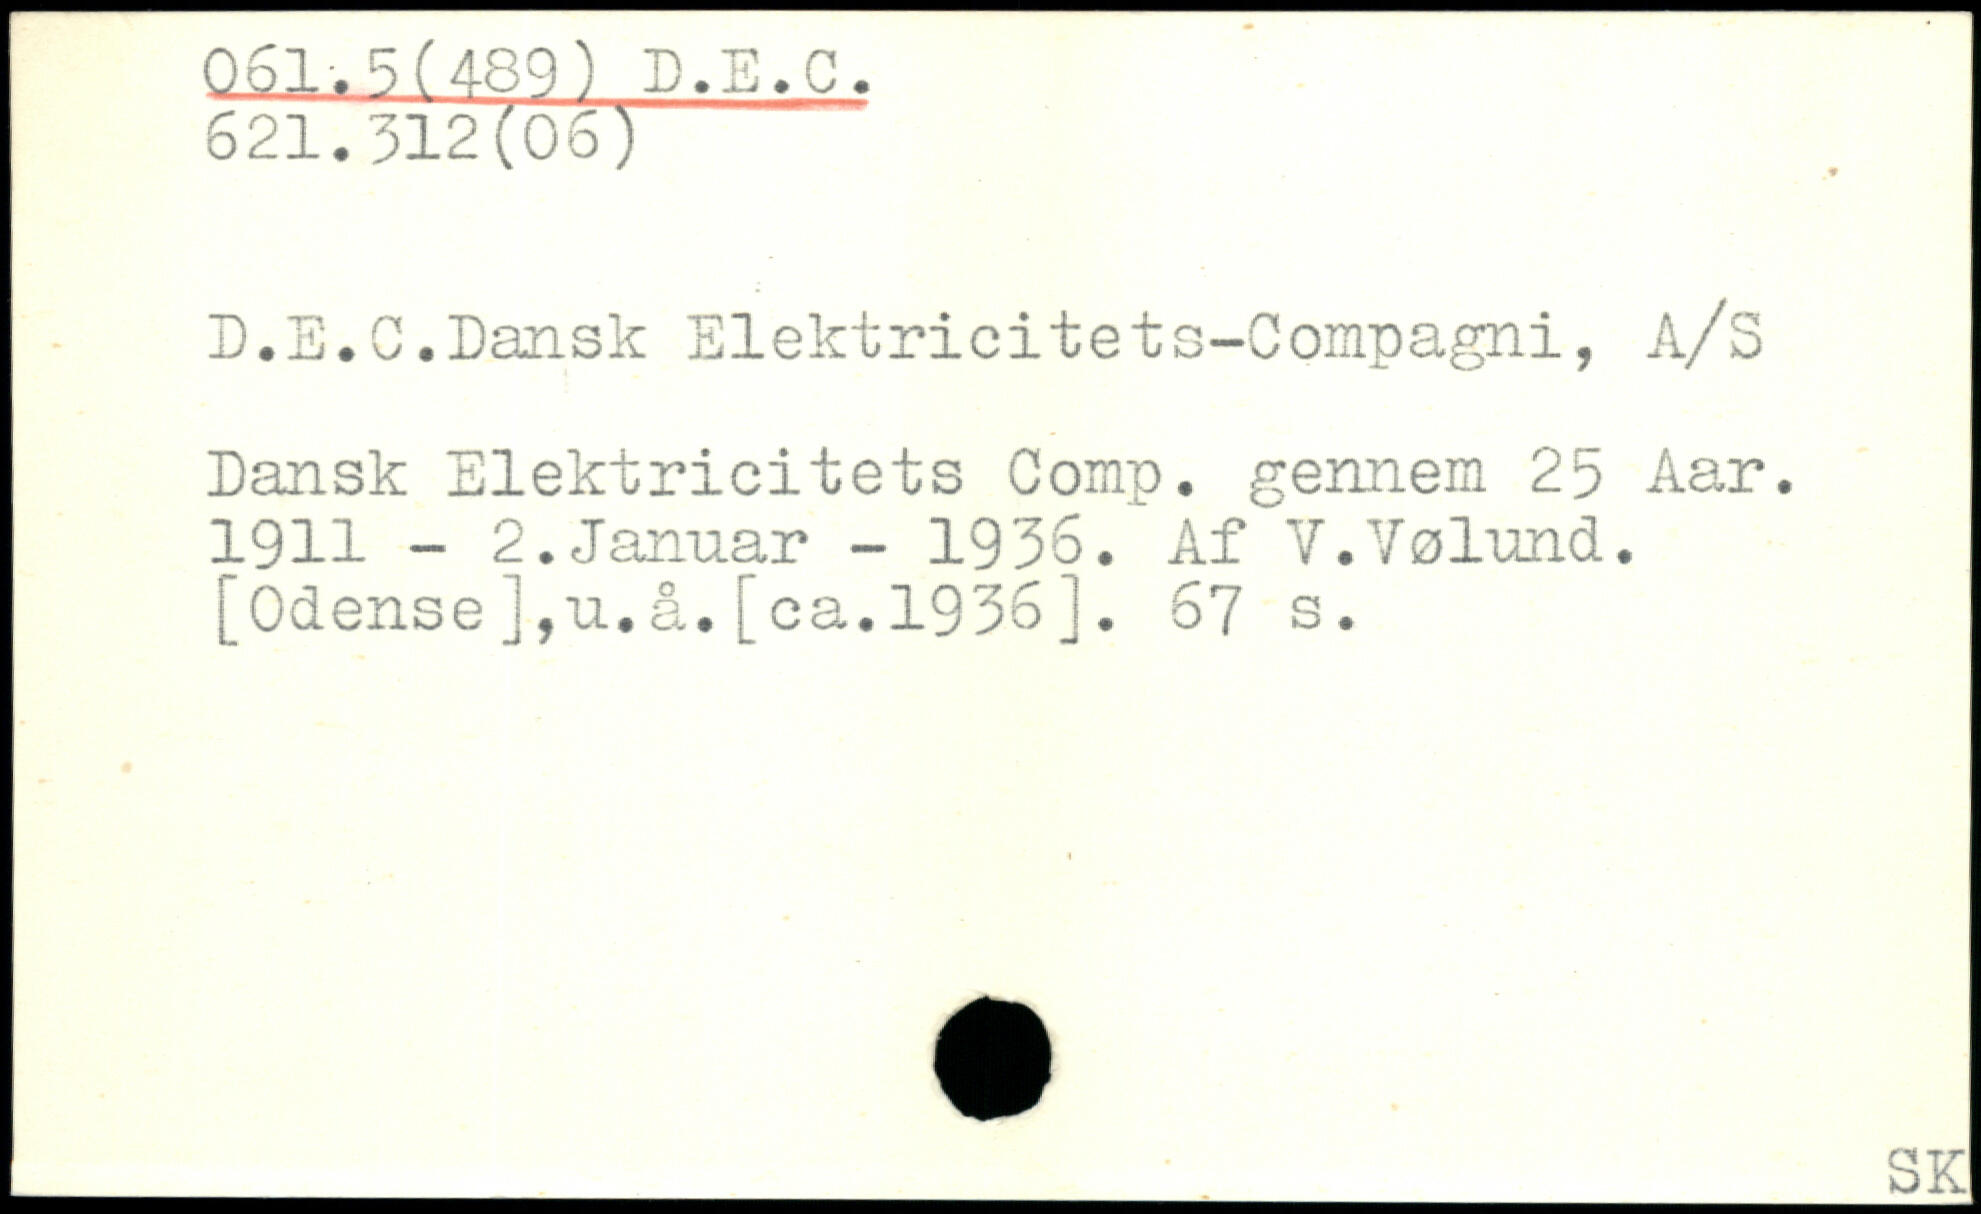 061.5(489) D.E.C.
621.312(06)
D.E.C.Dansk Elektricitets-Compagni, A/S
Dansk Elektricitets Comp. gennem 25 Aar.
1911 - 2.Januar - 1936. Af V.Vølund.
[Odense],u.å.[ca.1936]. 67 s.
SK